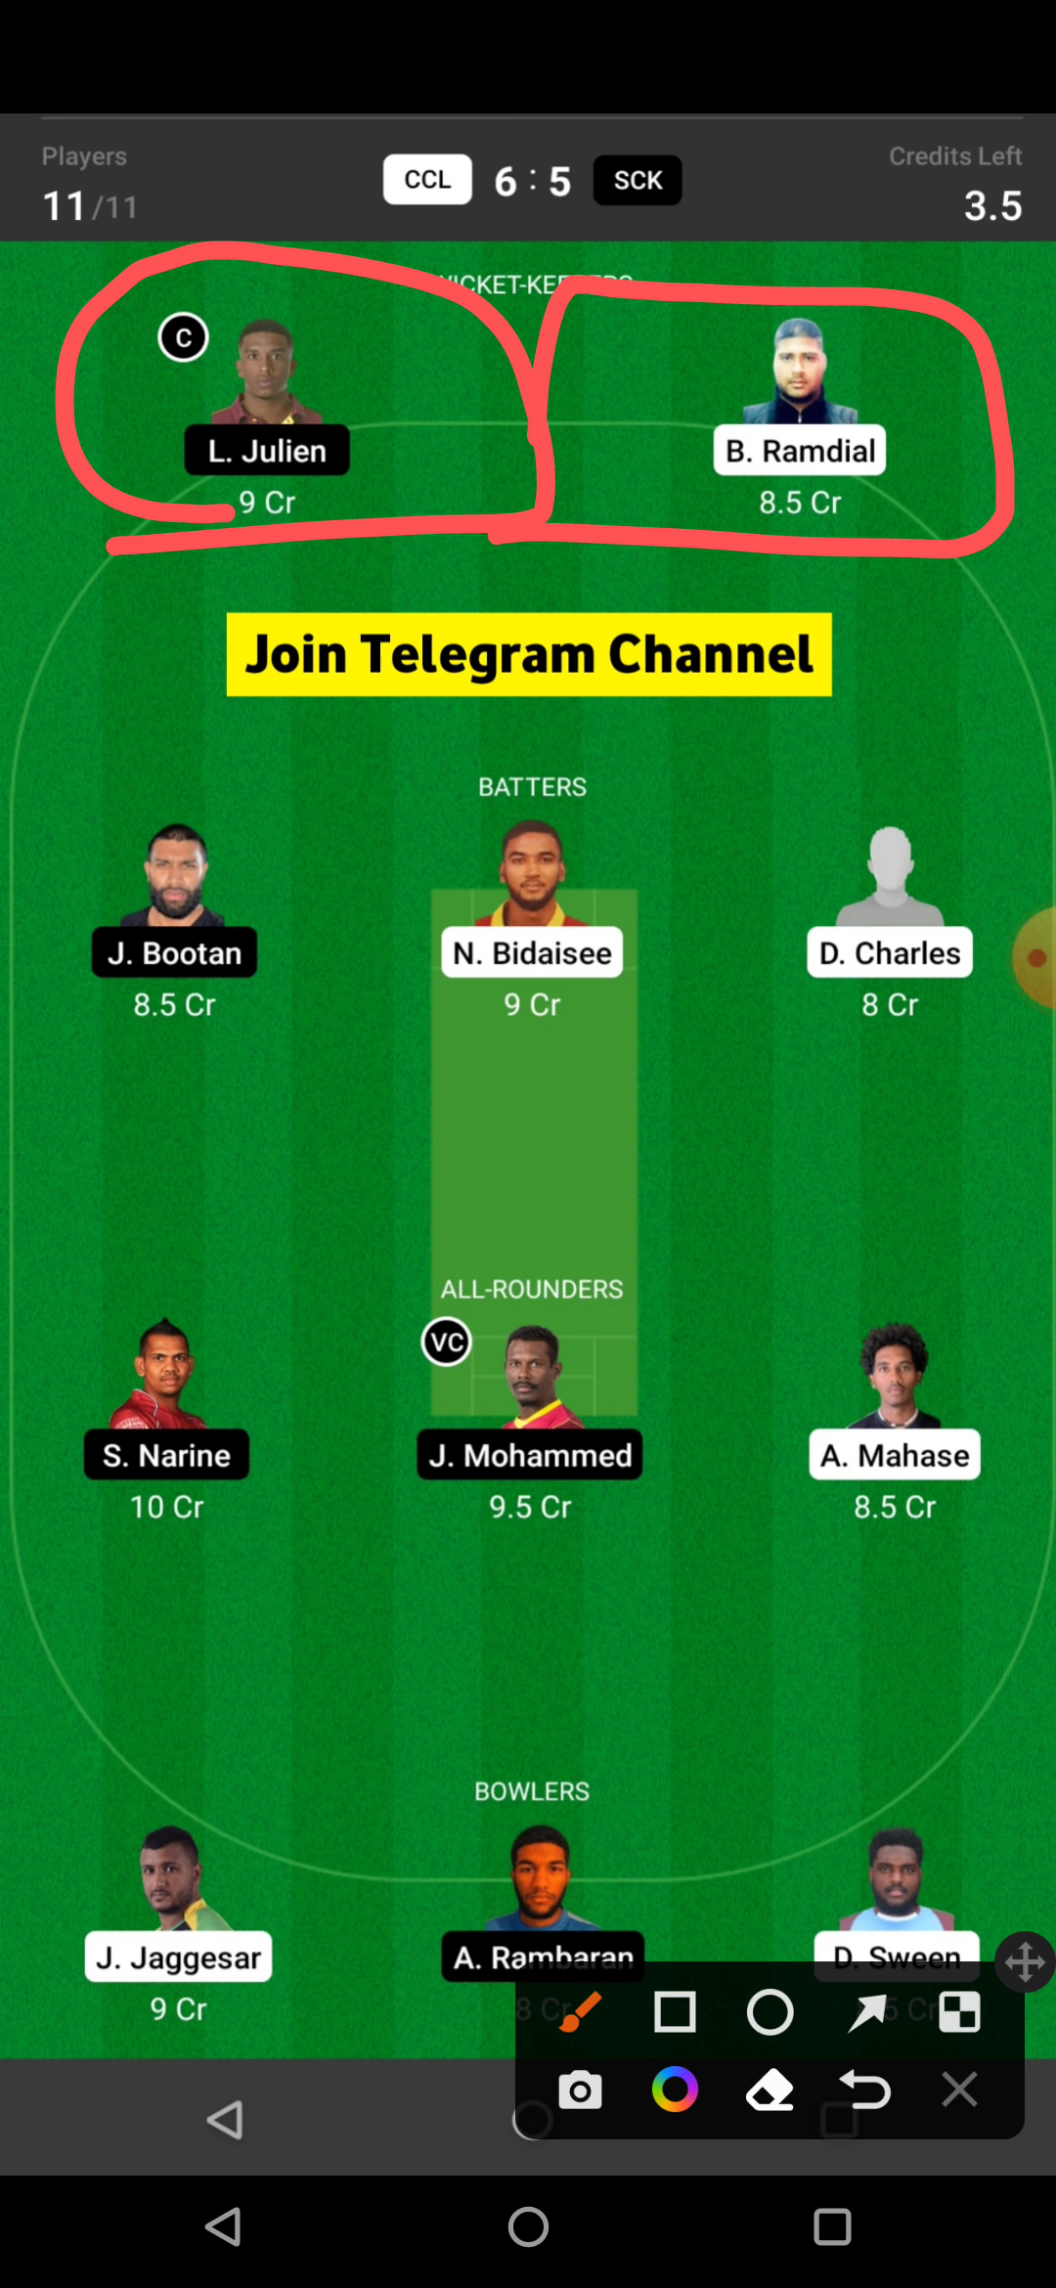 Players
Credits Left
CCL 6 : 5 SCK
11/11
3.5
C
L. Julien
B. Ramdial
9 Cr
8.5 Cr
Join Telegram Channel
BATTERS
J. Bootan
N. Bidaisee
D. Charles
8.5 Cr
9 Cr
8 Cr
ALL-ROUNDERS
VC
S. Narine
J. Mohammed
A. Mahase
10 Cr
9.5 Cr
8.5 Cr
BOWLERS
J. Jaggesar
A. Rambaran
D. Sween
9 Cr
8 Cr